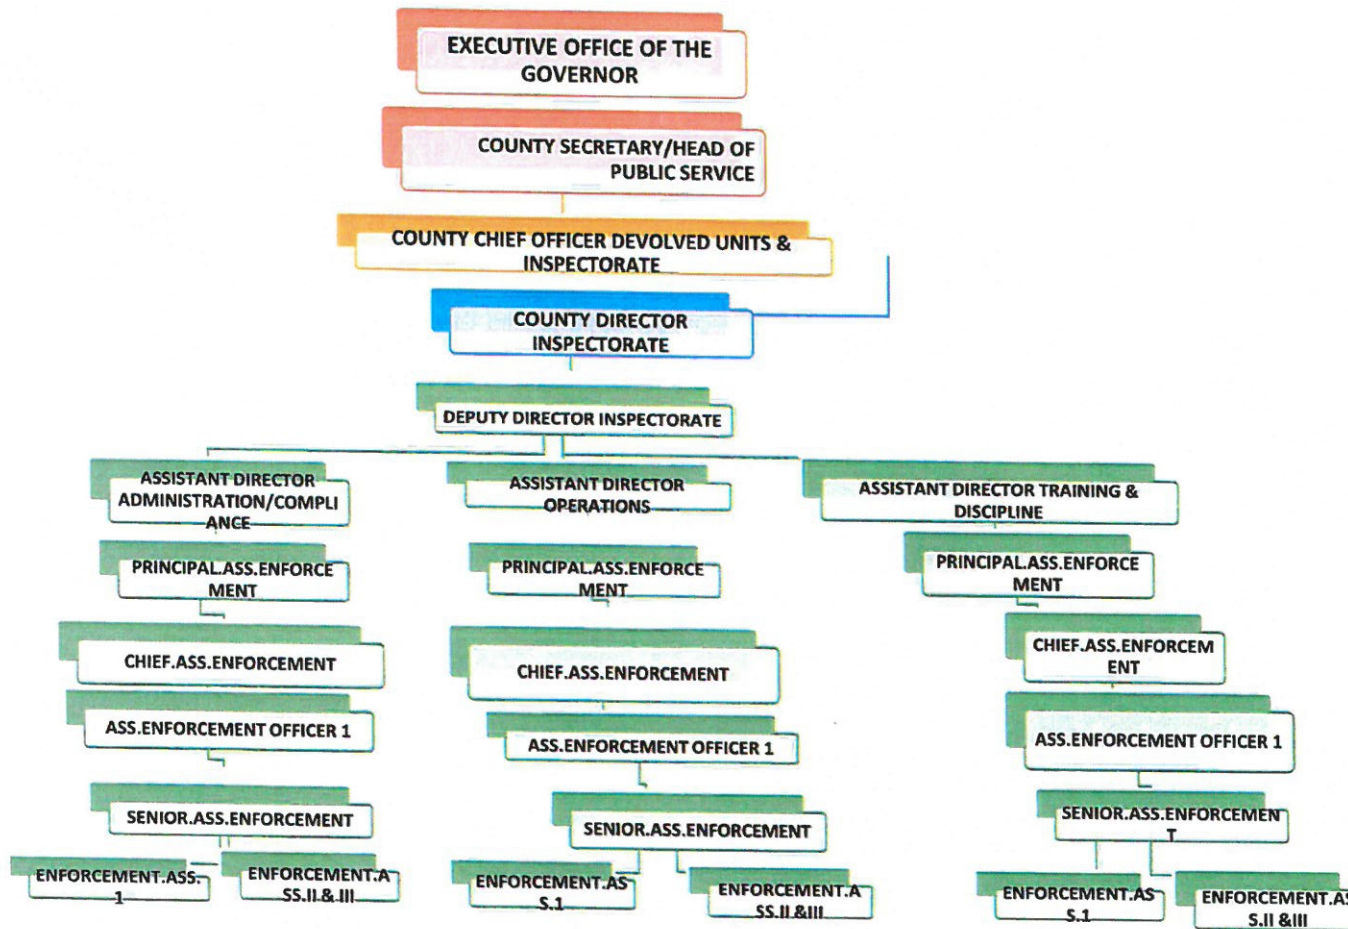 EXECUTIVE OFFICE OF THE
GOVERNOR
COUNTY SECRETARY/HEAD OF
PUBLIC SERVICE
COUNTY CHIEF OFFICER DEVOLVED UNITS &
INSPECTORATE
COUNTY DIRECTOR
INSPECTORATE
DEPUTY DIRECTOR INSPECTORATE
ASSISTANT DIRECTOR
ADMINISTRATION/COMPLI
ANCE
ASSISTANT DIRECTOR
OPERATIONS
ASSISTANT DIRECTOR TRAINING &
DISCIPLINE
PRINCIPAL.ASS.ENFORCE
MENT
PRINCIPAL.ASS.ENFORCE
MENT
PRINCIPAL.ASS.ENFORCE
MENT
CHIEF.ASS.ENFORCEMENT
CHIEF.ASS.ENFORCEMENT
CHIEF.ASS.ENFORCEM
ENT
ASS.ENFORCEMENT OFFICER 1
ASS.ENFORCEMENT OFFICER 1
ASS.ENFORCEMENT OFFICER 1
SENIOR.ASS.ENFORCEMENT
SENIOR.ASS.ENFORCEMENT
SENIOR.ASS.ENFORCEMEN
T
ENFORCEMENT.ASS.
1
ENFORCEMENT.A
SS.II & III
ENFORCEMENT.AS
S.1
ENFORCEMENT.A
SS.II &III
ENFORCEMENT.AS
S.1
ENFORCEMENT.AS
S.II &III